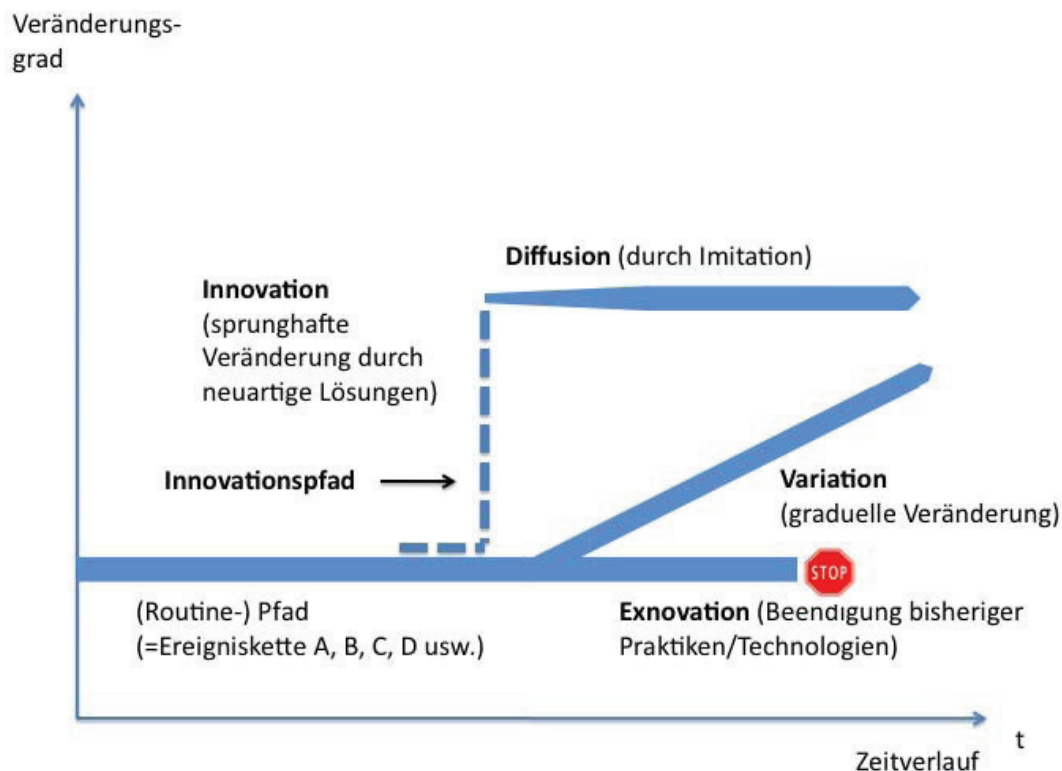 Veränderungs-
grad
Diffusion (durch Imitation)
Innovation
(sprunghafte
Veränderung durch
neuartige Lösungen)
Innovationspfad
Variation
(graduelle Veränderung)
STOP
(Routine-) Pfad
(=Ereigniskette A, B, C, D usw.)
Exnovation (Beendigung bisheriger
Praktiken/Technologien)
t
Zeitverlauf